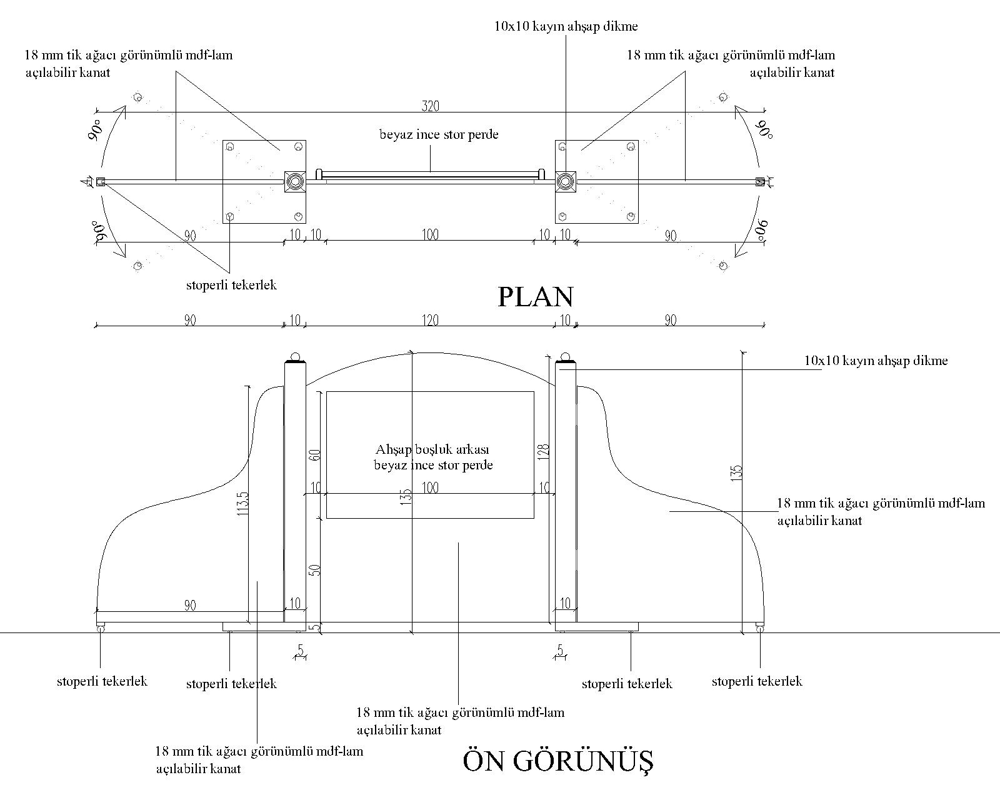 10x10 kayın ahşap dikme
18 mm tik ağacı görünümlü mdf-lam
açılabilir kanat
18 mm tik ağacı görünümlü mdf-lam
açılabilir kanat
320
90°
90°
beyaz ince stor perde
4
4
90°
90°
90
10
10
100
10
10
90
stoperli tekerlek
PLAN
90
10
120
10
90
10x10 kayın ahşap dikme
Ahşap boşluk arkası
beyaz ince stor perde
60
128
135
10
100
10
135
113.5
18 mm tik ağacı görünümlü mdf-lam
açılabilir kanat
50
90
10
10
5
5
5
stoperli tekerlek
stoperli tekerlek
stoperli tekerlek
stoperli tekerlek
18 mm tik ağacı görünümlü mdf-lam
açılabilir kanat
18 mm tik ağacı görünümlü mdf-lam
açılabilir kanat
ÖN GÖRÜNÜŞ